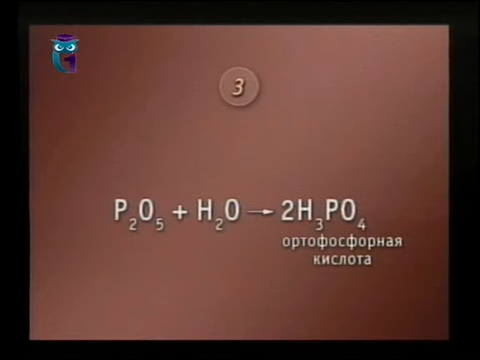 3
P₂O₅ + H₂O → 2H₃PO₄
ортофосфорная
кислота